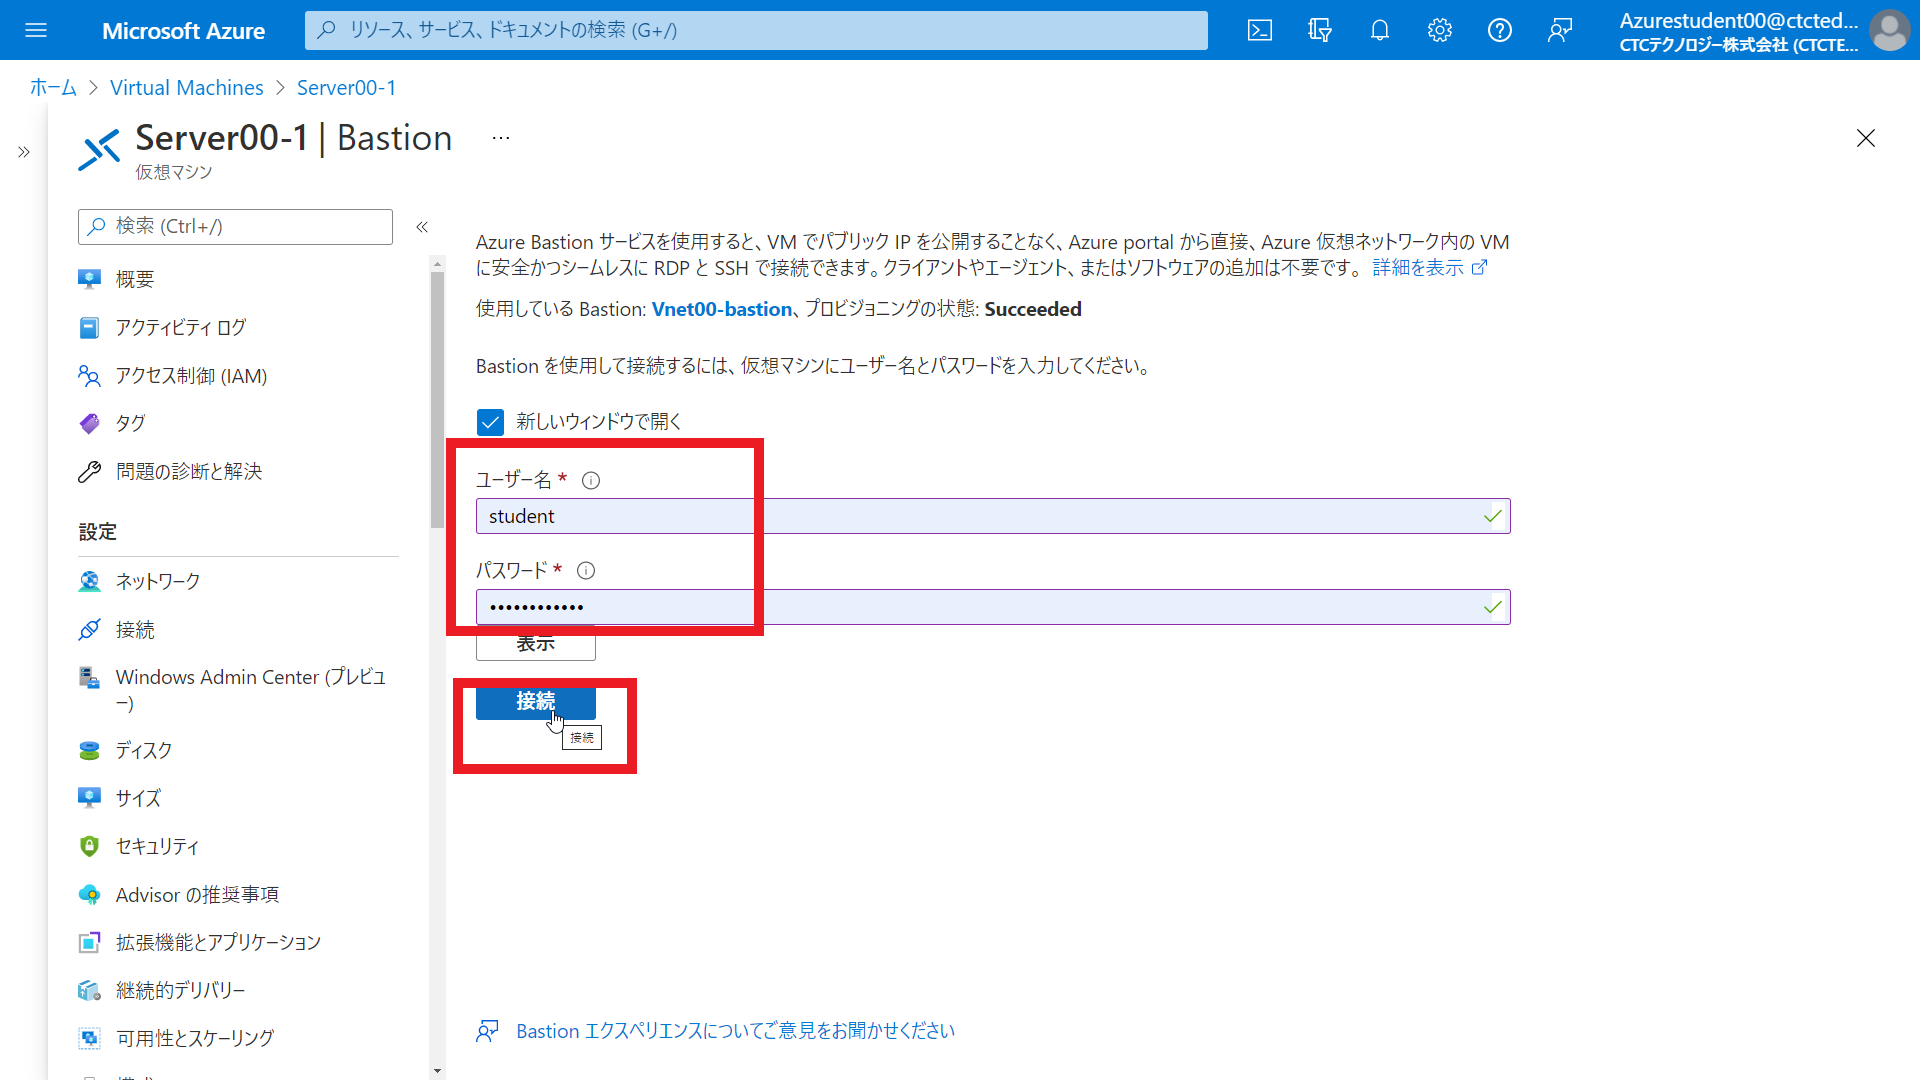 Microsoft Azure
リソース、サービス、ドキュメントの検索 (G+/)
Azurestudent00@ctcted...
CTCテクノロジー株式会社 (CTCTE...
ホーム > Virtual Machines > Server00-1
Server00-1 | Bastion ...
仮想マシン
検索 (Ctrl+/)
概要
アクティビティ ログ
アクセス制御 (IAM)
タグ
問題の診断と解決
設定
ネットワーク
接続
Windows Admin Center (プレビュ
ー)
ディスク
サイズ
セキュリティ
Advisor の推奨事項
拡張機能とアプリケーション
継続的デリバリー
可用性とスケーリング
Azure Bastion サービスを使用すると、VM でパブリック IP を公開することなく、Azure portal から直接、Azure 仮想ネットワーク内の VM
に安全かつシームレスに RDP と SSH で接続できます。クライアントやエージェント、またはソフトウェアの追加は不要です。 詳細を表示
使用している Bastion: Vnet00-bastion、プロビジョニングの状態: Succeeded
Bastion を使用して接続するには、仮想マシンにユーザー名とパスワードを入力してください。
新しいウィンドウで開く
ユーザー名 *
student
パスワード *
••••••••••••
表示
接続
接続
Bastion エクスペリエンスについてご意見をお聞かせください